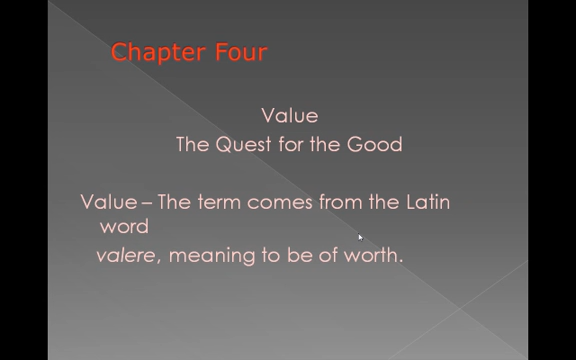 Chapter Four
Value
The Quest for the Good
Value – The term comes from the Latin
word
valere, meaning to be of worth.